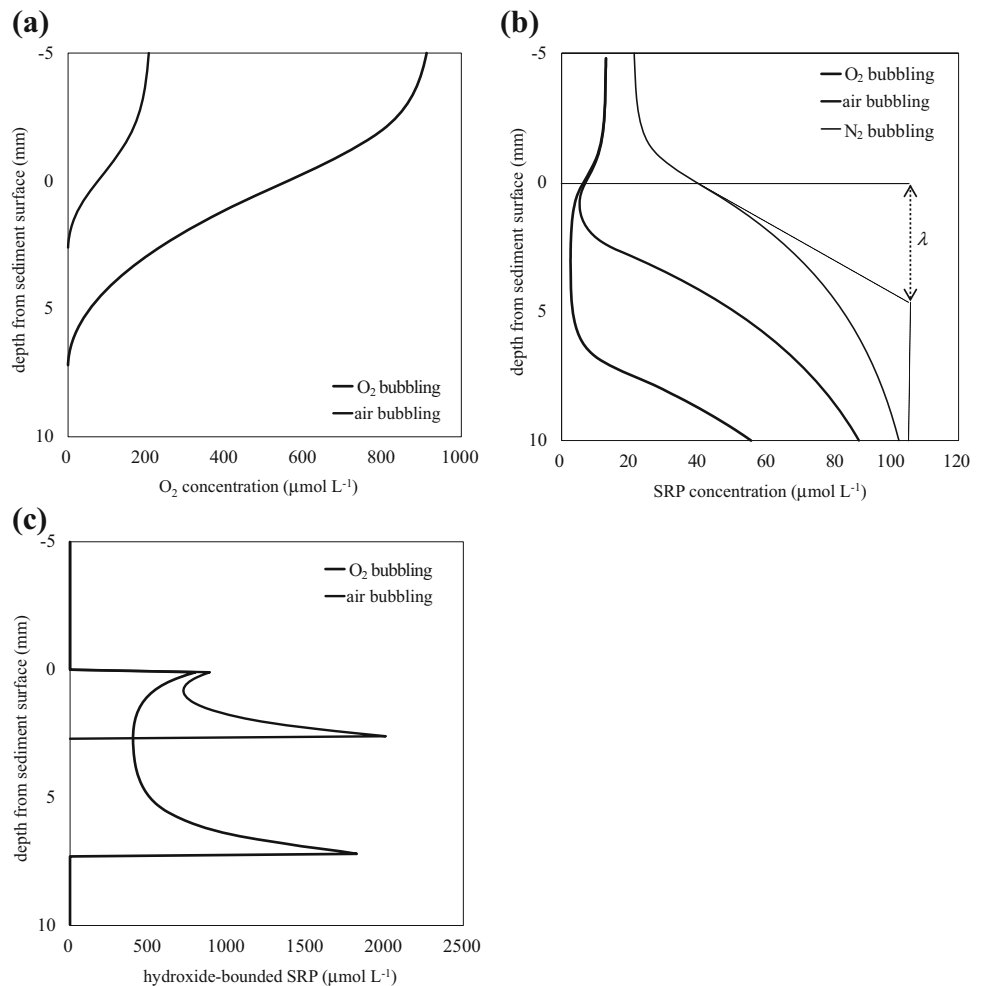 (a)
-5
0
5
10
depth from sediment surface (mm)
O₂ bubbling
air bubbling
0 200 400 600 800 1000
O₂ concentration (μmol L⁻¹)
(b)
-5
0
5
10
depth from sediment surface (mm)
O₂ bubbling
air bubbling
N₂ bubbling
λ
0 20 40 60 80 100 120
SRP concentration (μmol L⁻¹)
(c)
-5
0
5
10
depth from sediment surface (mm)
O₂ bubbling
air bubbling
0 500 1000 1500 2000 2500
hydroxide-bounded SRP (μmol L⁻¹)